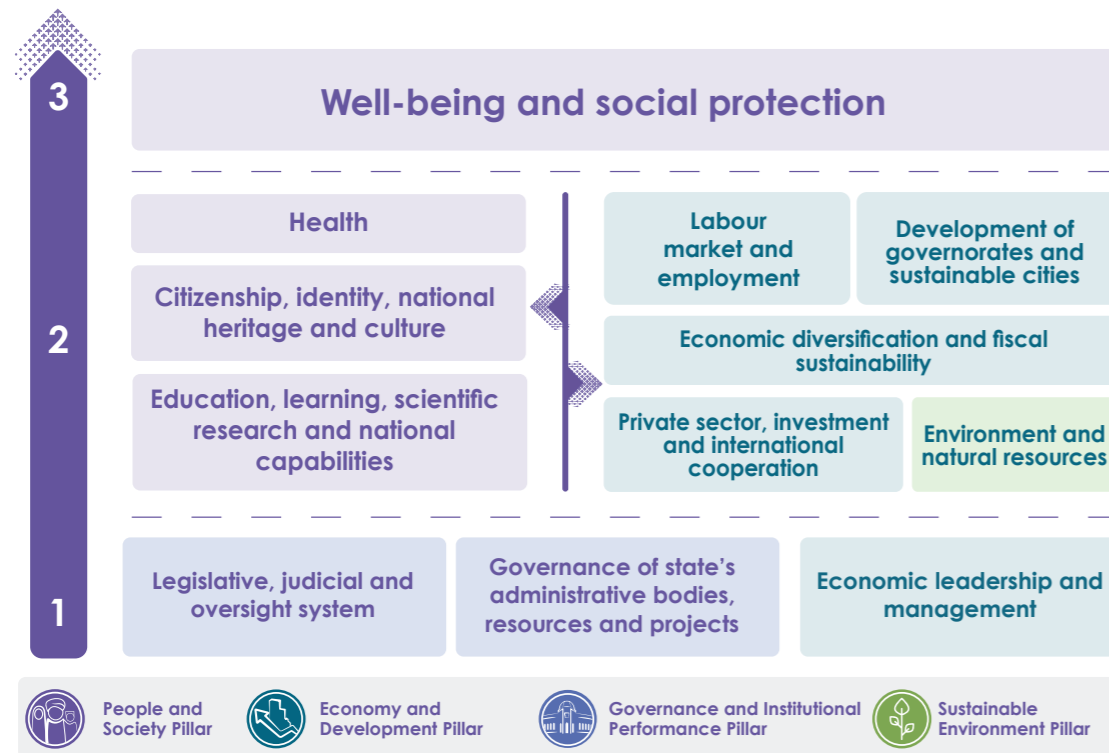 3
Well-being and social protection
2
Health
Citizenship, identity, national
heritage and culture
Education, learning, scientific
research and national
capabilities
Labour
market and
employment
Development of
governorates and
sustainable cities
Economic diversification and fiscal
sustainability
Private sector, investment
and international
cooperation
Environment and
natural resources
1
Legislative, judicial and
oversight system
Governance of state's
administrative bodies,
resources and projects
Economic leadership and
management
People and
Society Pillar
Economy and
Development Pillar
Governance and Institutional
Performance Pillar
Sustainable
Environment Pillar